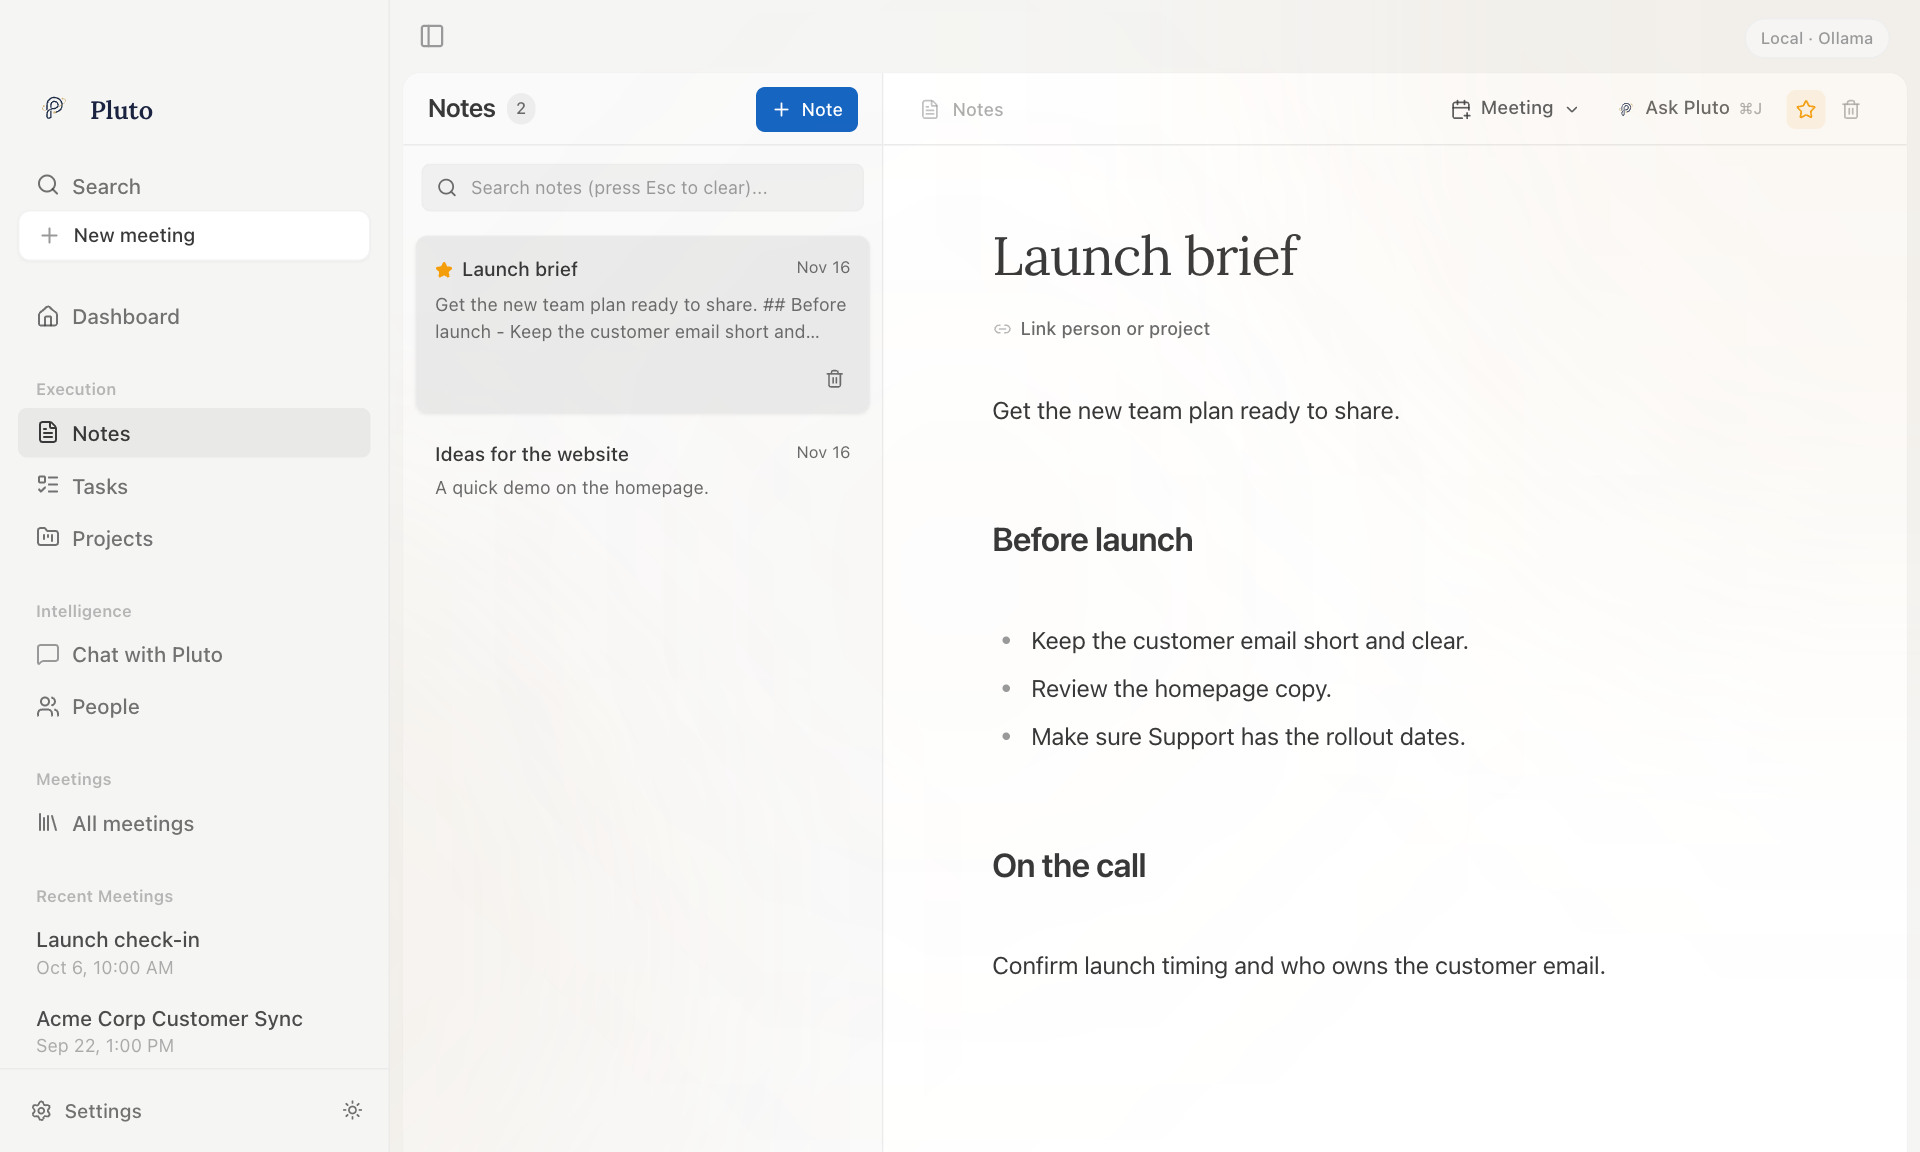 Pluto
Search
New meeting
Dashboard
Execution
Notes
Tasks
Projects
Intelligence
Chat with Pluto
People
Meetings
All meetings
Recent Meetings
Launch check-in
Oct 6, 10:00 AM
Acme Corp Customer Sync
Sep 22, 1:00 PM
Settings
Local · Ollama
Notes 2
+ Note
Search notes (press Esc to clear)...
Launch brief Nov 16
Get the new team plan ready to share. ## Before
launch - Keep the customer email short and...
Ideas for the website Nov 16
A quick demo on the homepage.
Notes
Meeting
Ask Pluto ⌘J
Launch brief
Link person or project
Get the new team plan ready to share.
Before launch
• Keep the customer email short and clear.
• Review the homepage copy.
• Make sure Support has the rollout dates.
On the call
Confirm launch timing and who owns the customer email.